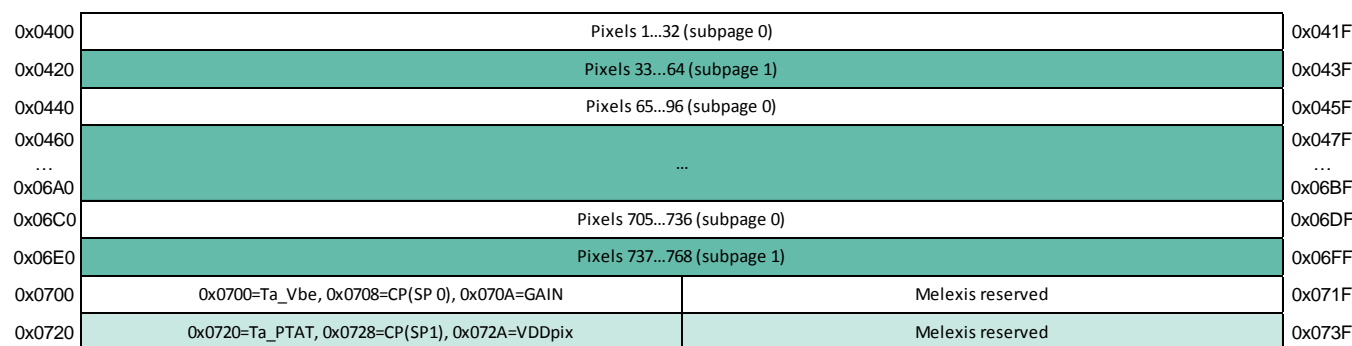 0x0400 Pixels 1...32 (subpage 0) 0x041F
0x0420 Pixels 33...64 (subpage 1) 0x043F
0x0440 Pixels 65...96 (subpage 0) 0x045F
0x0460 0x047F
... ... ...
0x06A0 0x06BF
0x06C0 Pixels 705...736 (subpage 0) 0x06DF
0x06E0 Pixels 737...768 (subpage 1) 0x06FF
0x0700 0x0700=Ta_Vbe, 0x0708=CP(SP 0), 0x070A=GAIN Melexis reserved 0x071F
0x0720 0x0720=Ta_PTAT, 0x0728=CP(SP1), 0x072A=VDDpix Melexis reserved 0x073F